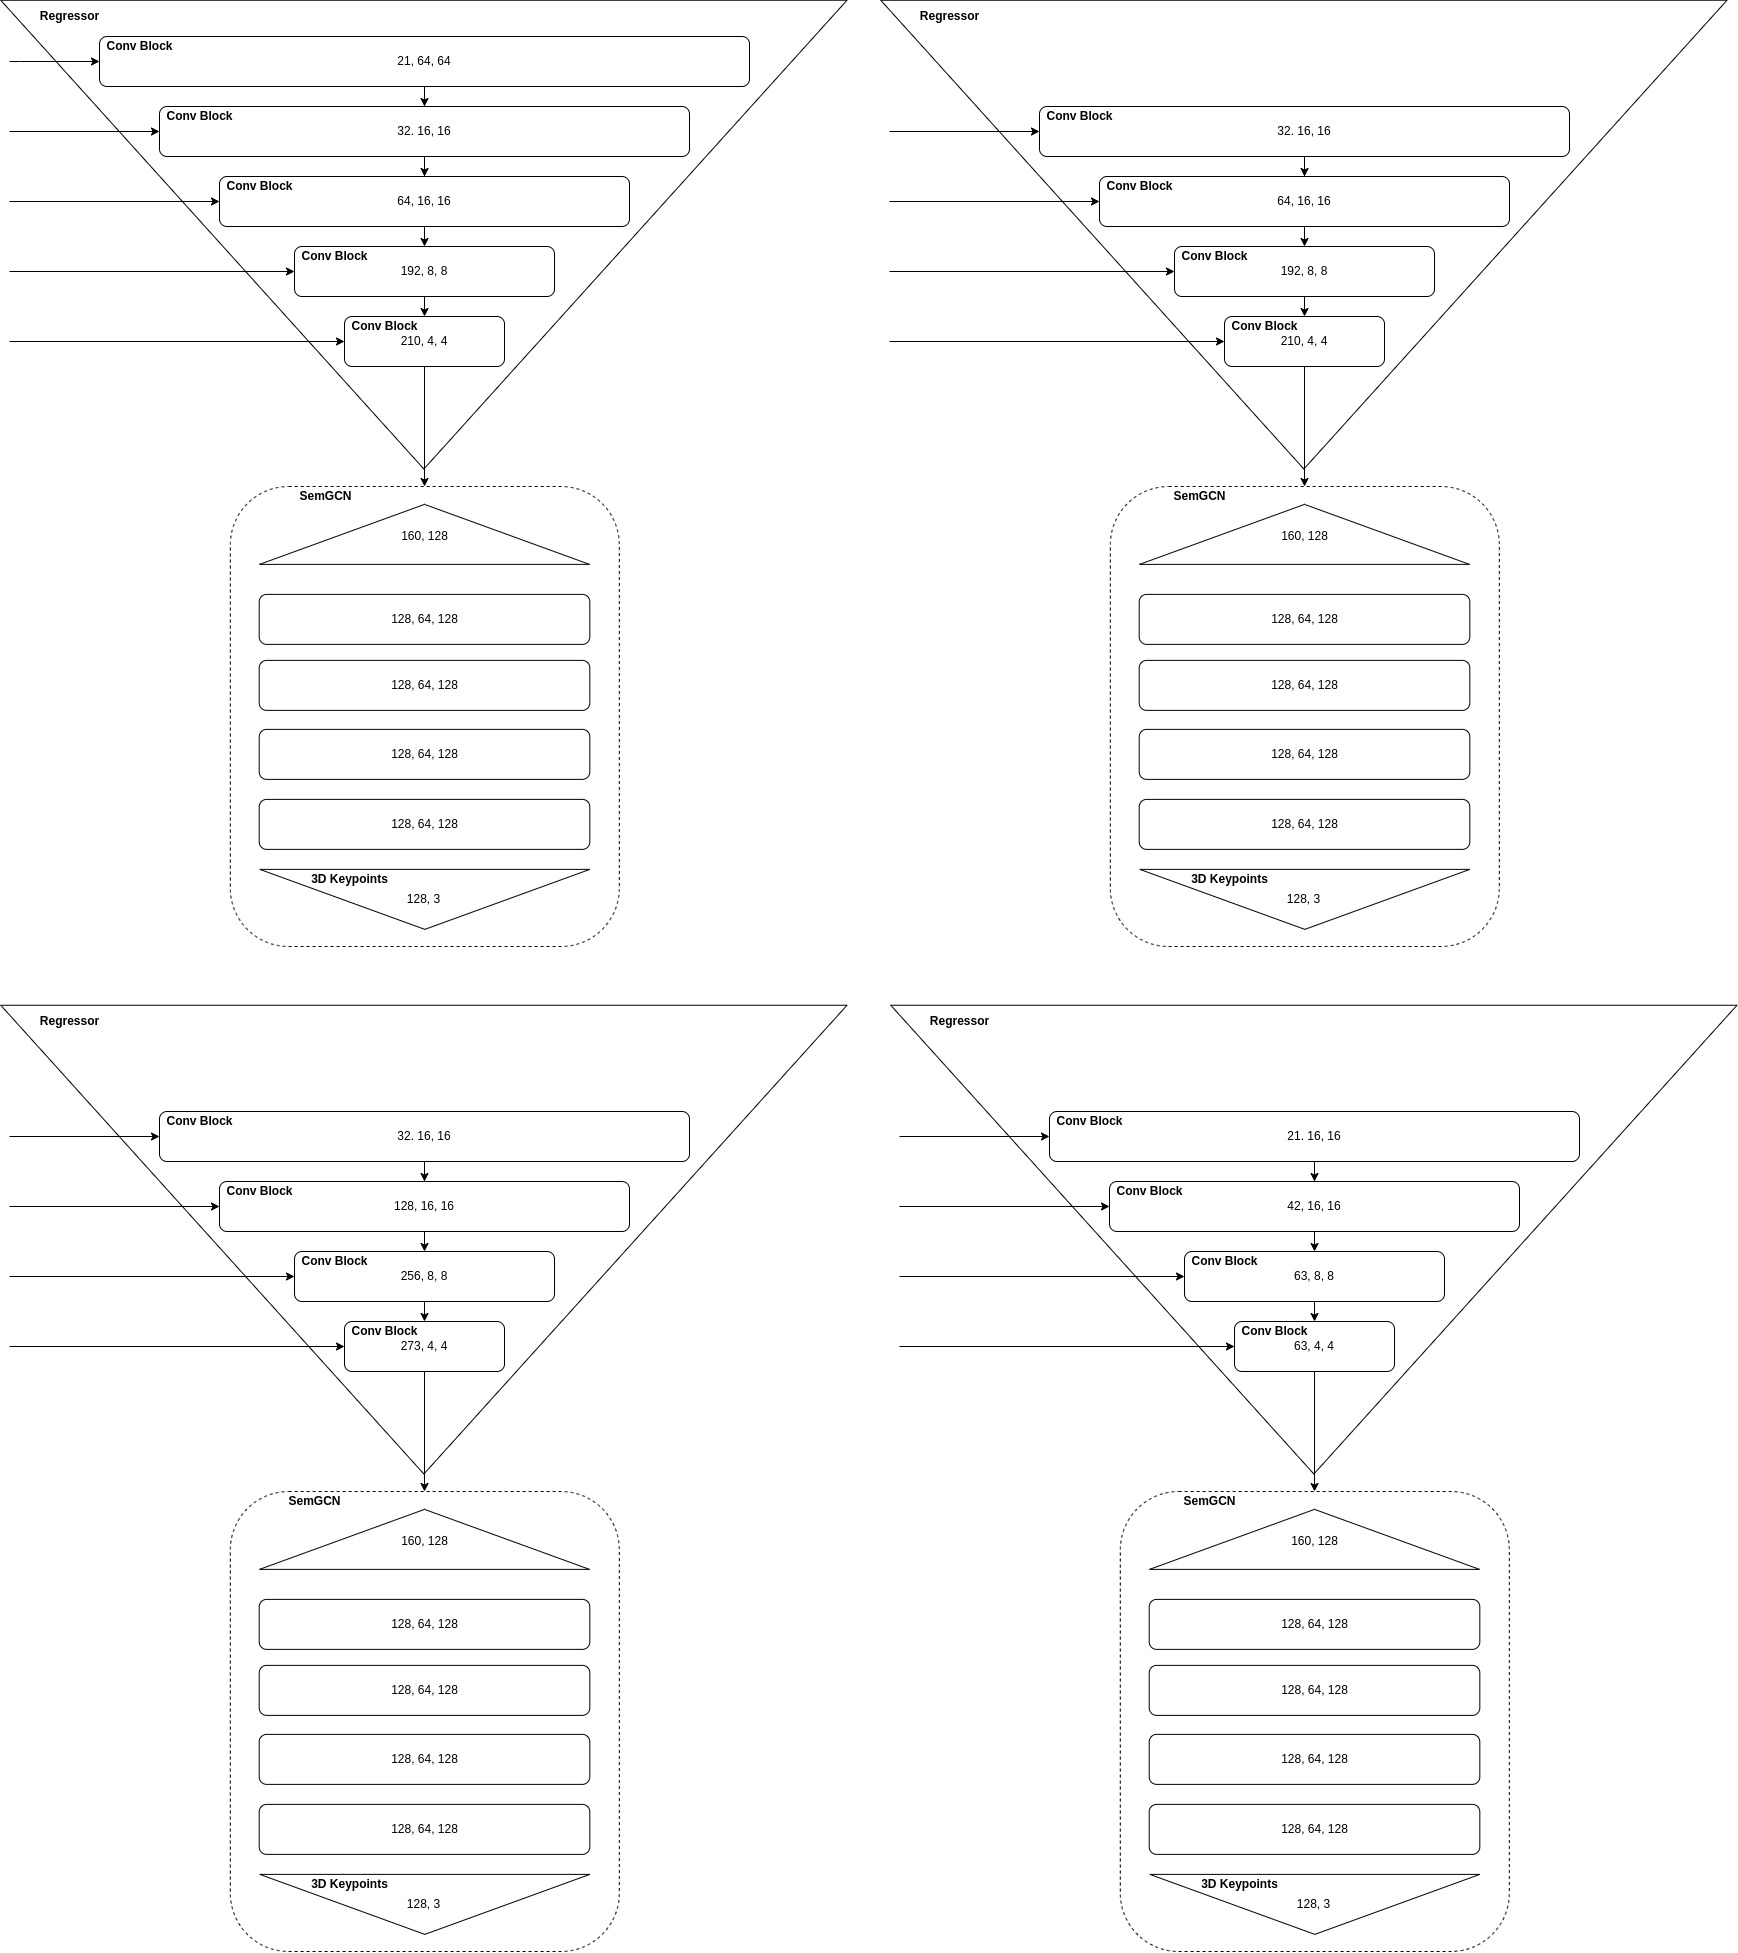 Regressor
Conv Block
21, 64, 64
Conv Block
32. 16, 16
Conv Block
64, 16, 16
Conv Block
192, 8, 8
Conv Block
210, 4, 4
SemGCN
160, 128
128, 64, 128
128, 64, 128
128, 64, 128
128, 64, 128
3D Keypoints
128, 3
Regressor
Conv Block
32. 16, 16
Conv Block
64, 16, 16
Conv Block
192, 8, 8
Conv Block
210, 4, 4
SemGCN
160, 128
128, 64, 128
128, 64, 128
128, 64, 128
128, 64, 128
3D Keypoints
128, 3
Regressor
Conv Block
32. 16, 16
Conv Block
128, 16, 16
Conv Block
256, 8, 8
Conv Block
273, 4, 4
SemGCN
160, 128
128, 64, 128
128, 64, 128
128, 64, 128
128, 64, 128
3D Keypoints
128, 3
Regressor
Conv Block
21. 16, 16
Conv Block
42, 16, 16
Conv Block
63, 8, 8
Conv Block
63, 4, 4
SemGCN
160, 128
128, 64, 128
128, 64, 128
128, 64, 128
128, 64, 128
3D Keypoints
128, 3